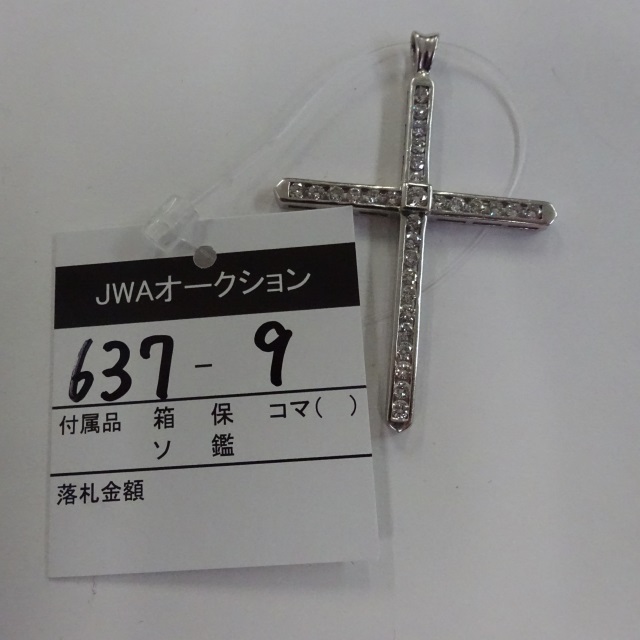 JWAオークション
637-9
付属品 箱 保 コマ( )
ソ 鑑
落札金額